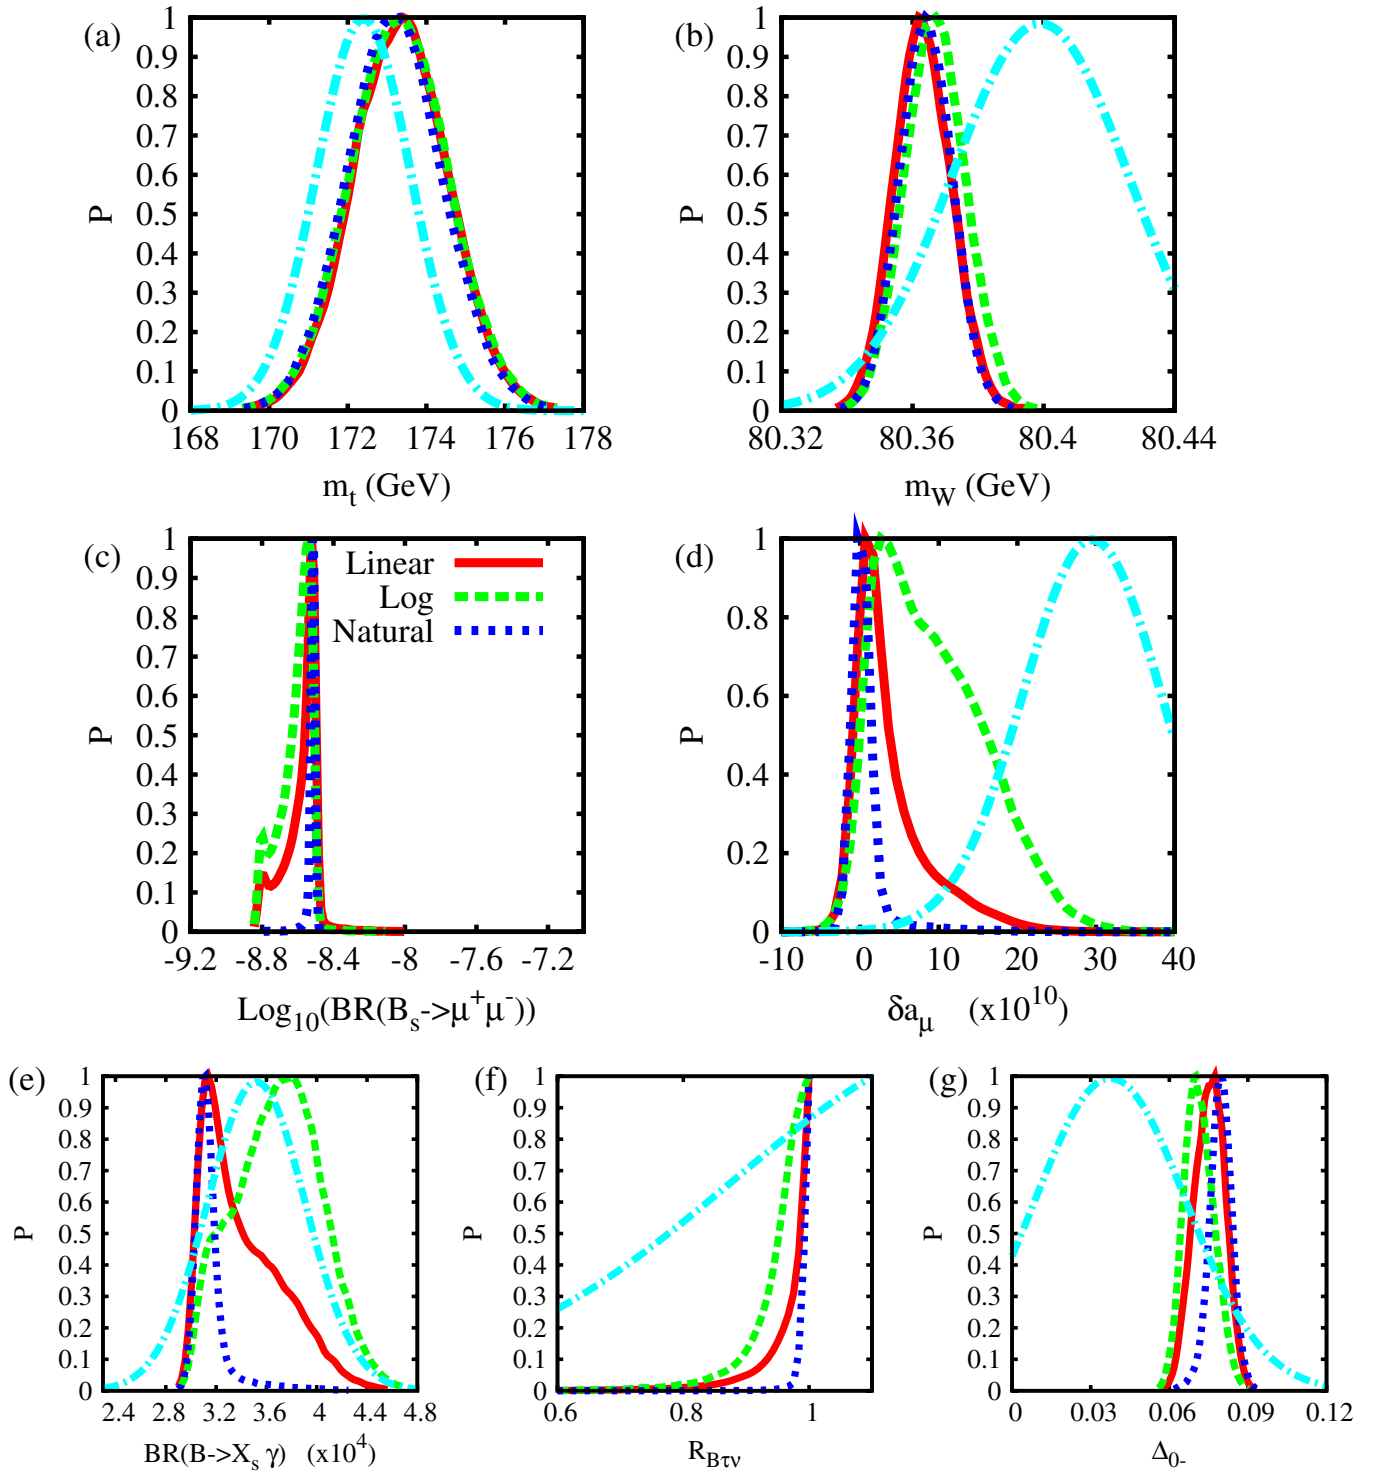 (a)
1
0.9
0.8
0.7
0.6
0.5
0.4
0.3
0.2
0.1
0
P
168 170 172 174 176 178
m_t (GeV)
(b)
1
0.9
0.8
0.7
0.6
0.5
0.4
0.3
0.2
0.1
0
P
80.32 80.36 80.4 80.44
m_W (GeV)
(c)
1
0.9
0.8
0.7
0.6
0.5
0.4
0.3
0.2
0.1
0
P
Linear
Log
Natural
-9.2 -8.8 -8.4 -8 -7.6 -7.2
Log_10(BR(B_s->μ^+μ^-))
(d)
1
0.8
0.6
0.4
0.2
0
P
-10 0 10 20 30 40
δa_μ (x10^10)
(e)
1
0.9
0.8
0.7
0.6
0.5
0.4
0.3
0.2
0.1
0
P
2.4 2.8 3.2 3.6 4 4.4 4.8
BR(B->X_s γ) (x10^4)
(f)
1
0.9
0.8
0.7
0.6
0.5
0.4
0.3
0.2
0.1
0
P
0.6 0.8 1
R_Bτν
(g)
1
0.9
0.8
0.7
0.6
0.5
0.4
0.3
0.2
0.1
0
P
0 0.03 0.06 0.09 0.12
Δ_0-